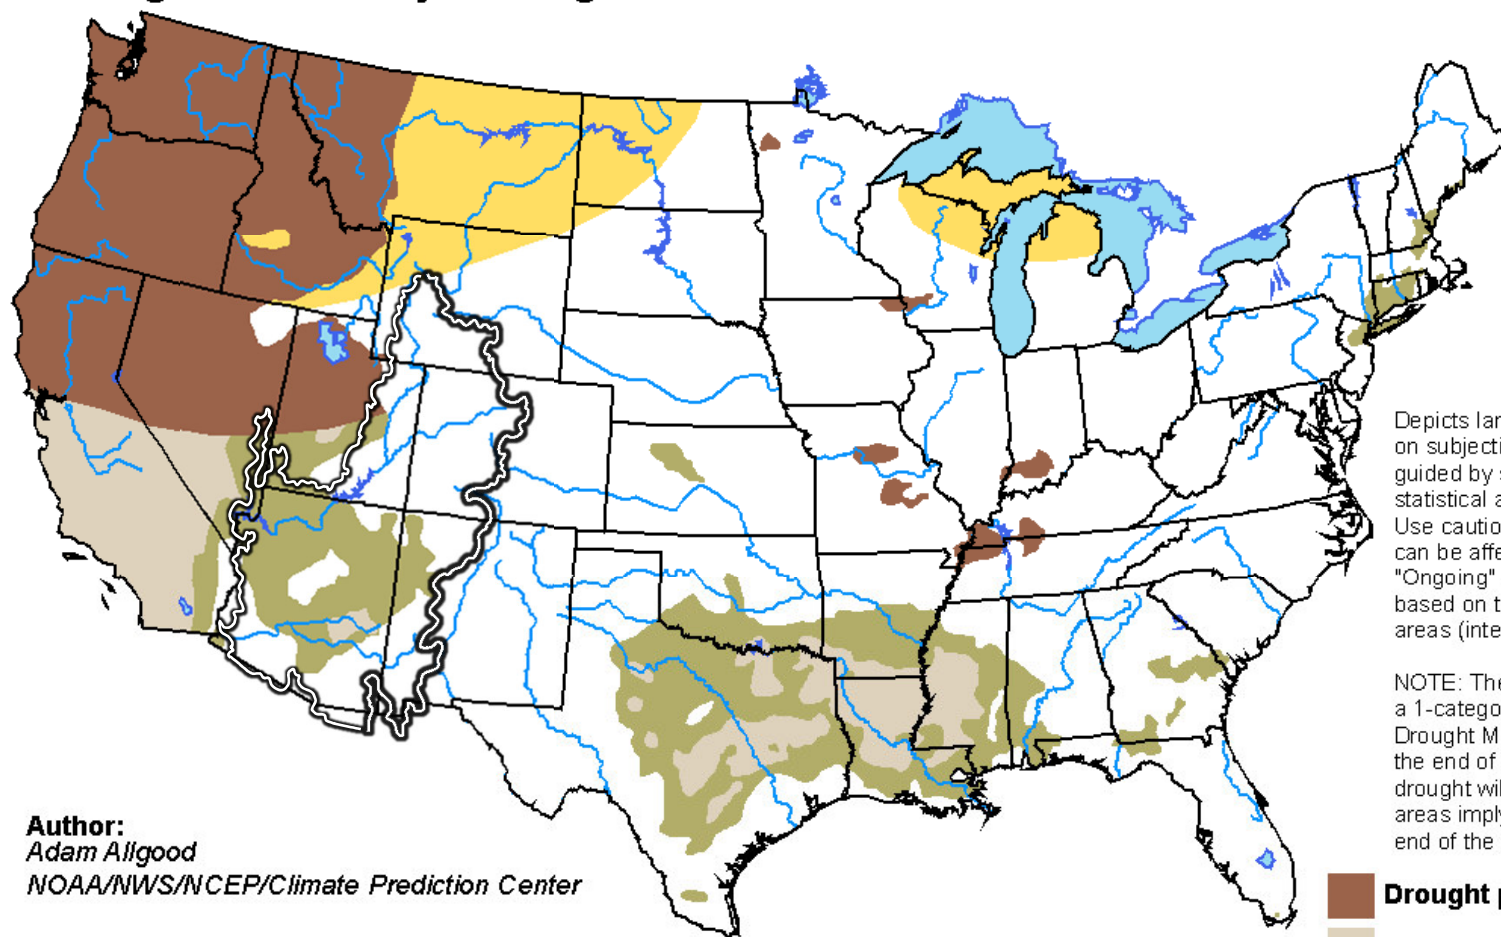 Depicts lar
on subjecti
guided by s
statistical a
Use cautio
can be affe
"Ongoing"
based on t
areas (inte
NOTE: The
a 1-catego
Drought M
the end of
drought wil
areas imply
end of the
Author:
Adam Allgood
NOAA/NWS/NCEP/Climate Prediction Center
Drought p